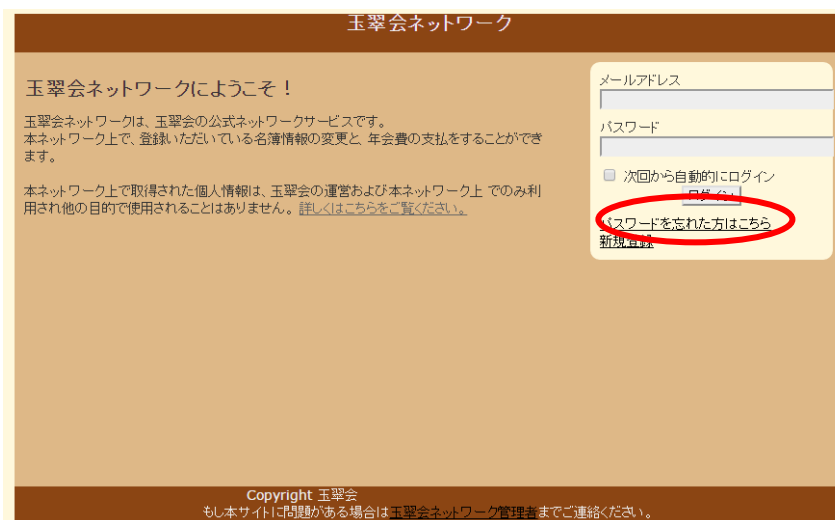 玉翠会ネットワーク
玉翠会ネットワークにようこそ！
玉翠会ネットワークは、玉翠会の公式ネットワークサービスです。
本ネットワーク上で、登録いただいている名簿情報の変更と 年会費の支払をすることができ
ます。
本ネットワーク上で取得された個人情報は、玉翠会の運営および本ネットワーク上 でのみ利
用され他の目的で使用されることはありません。詳しくはこちらをご覧ください。
メールアドレス
パスワード
次回から自動的にログイン
ログイン
パスワードを忘れた方はこちら
新規登録
Copyright 玉翠会
もし本サイトに問題がある場合は玉翠会ネットワーク管理者までご連絡ください。